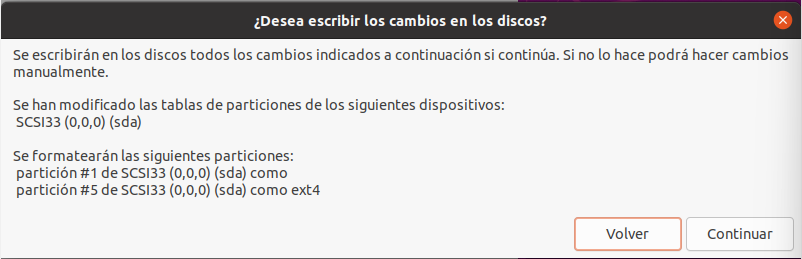 ¿Desea escribir los cambios en los discos?
Se escribirán en los discos todos los cambios indicados a continuación si continúa. Si no lo hace podrá hacer cambios
manualmente.
Se han modificado las tablas de particiones de los siguientes dispositivos:
SCSI33 (0,0,0) (sda)
Se formatearán las siguientes particiones:
partición #1 de SCSI33 (0,0,0) (sda) como
partición #5 de SCSI33 (0,0,0) (sda) como ext4
Volver Continuar